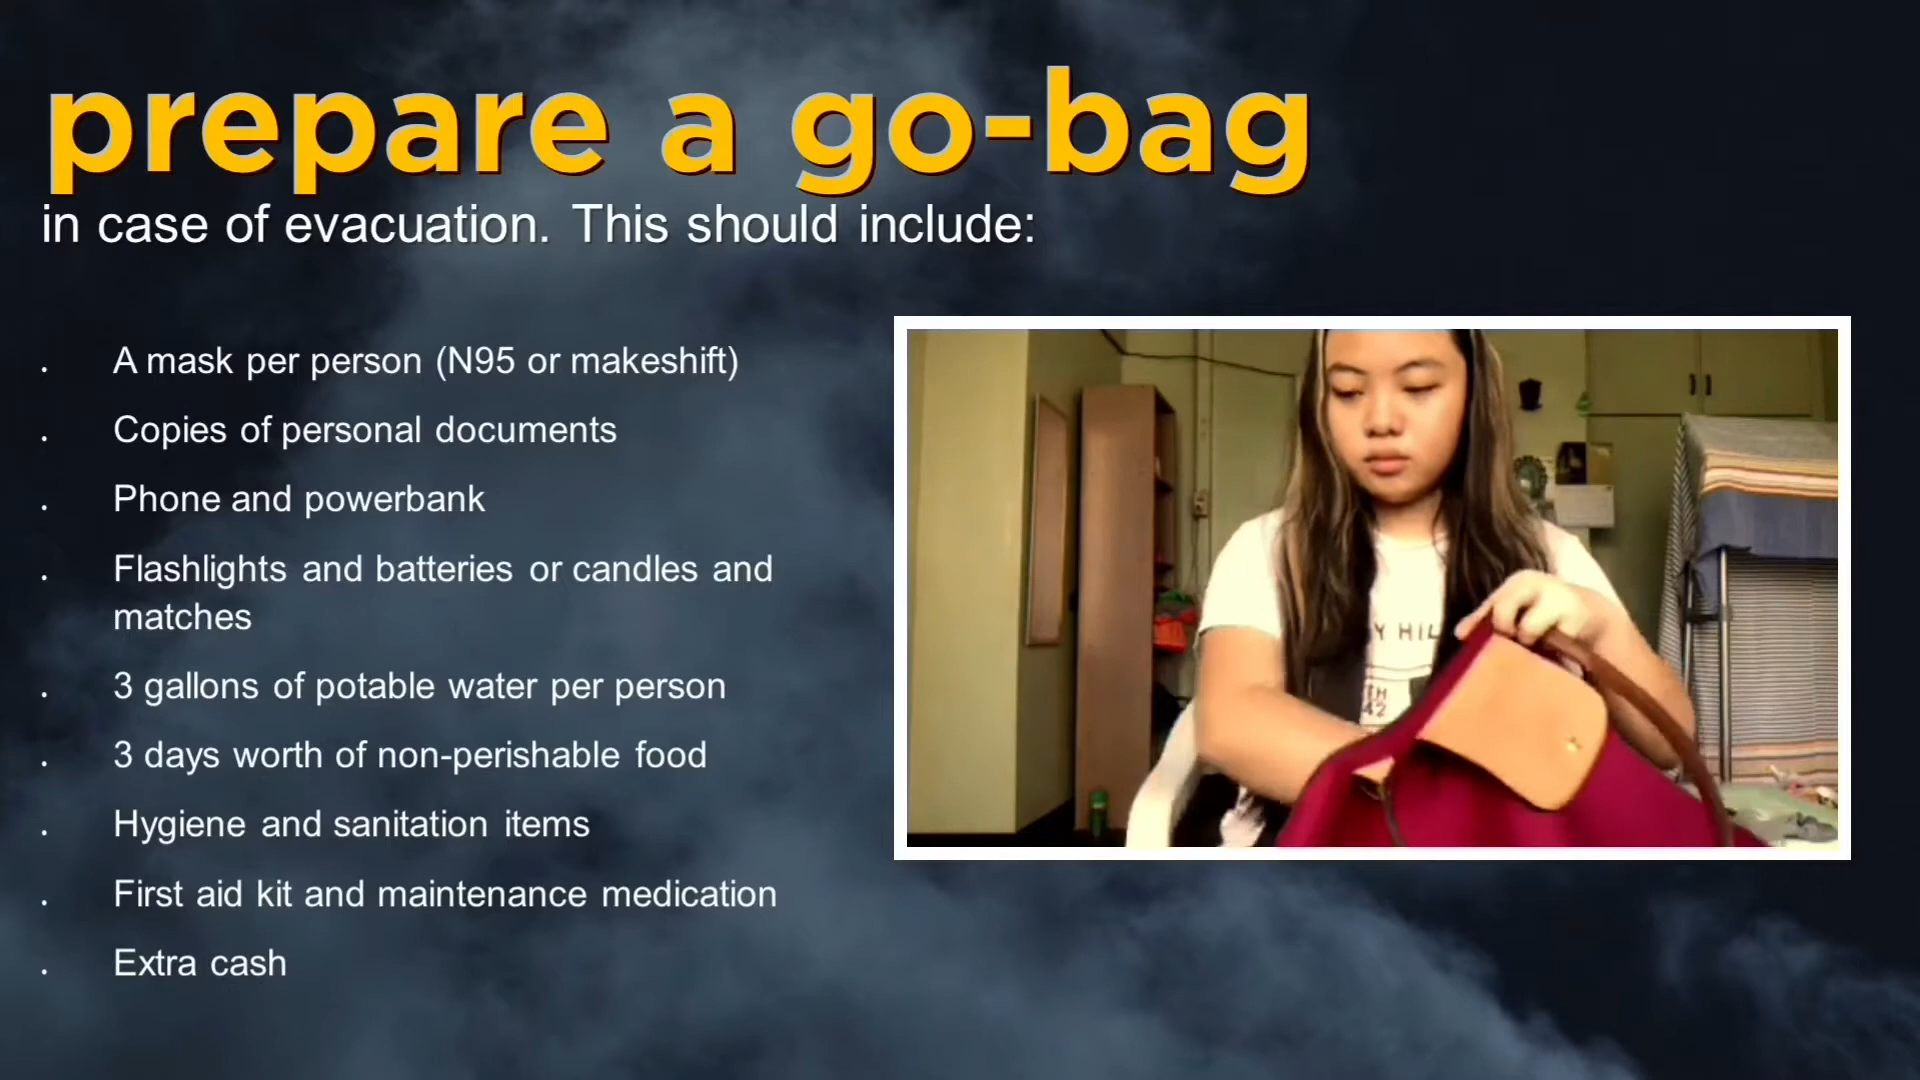 prepare a go-bag
in case of evacuation. This should include:
. A mask per person (N95 or makeshift)
. Copies of personal documents
. Phone and powerbank
. Flashlights and batteries or candles and
matches
. 3 gallons of potable water per person
. 3 days worth of non-perishable food
. Hygiene and sanitation items
. First aid kit and maintenance medication
. Extra cash
Y HIL
42